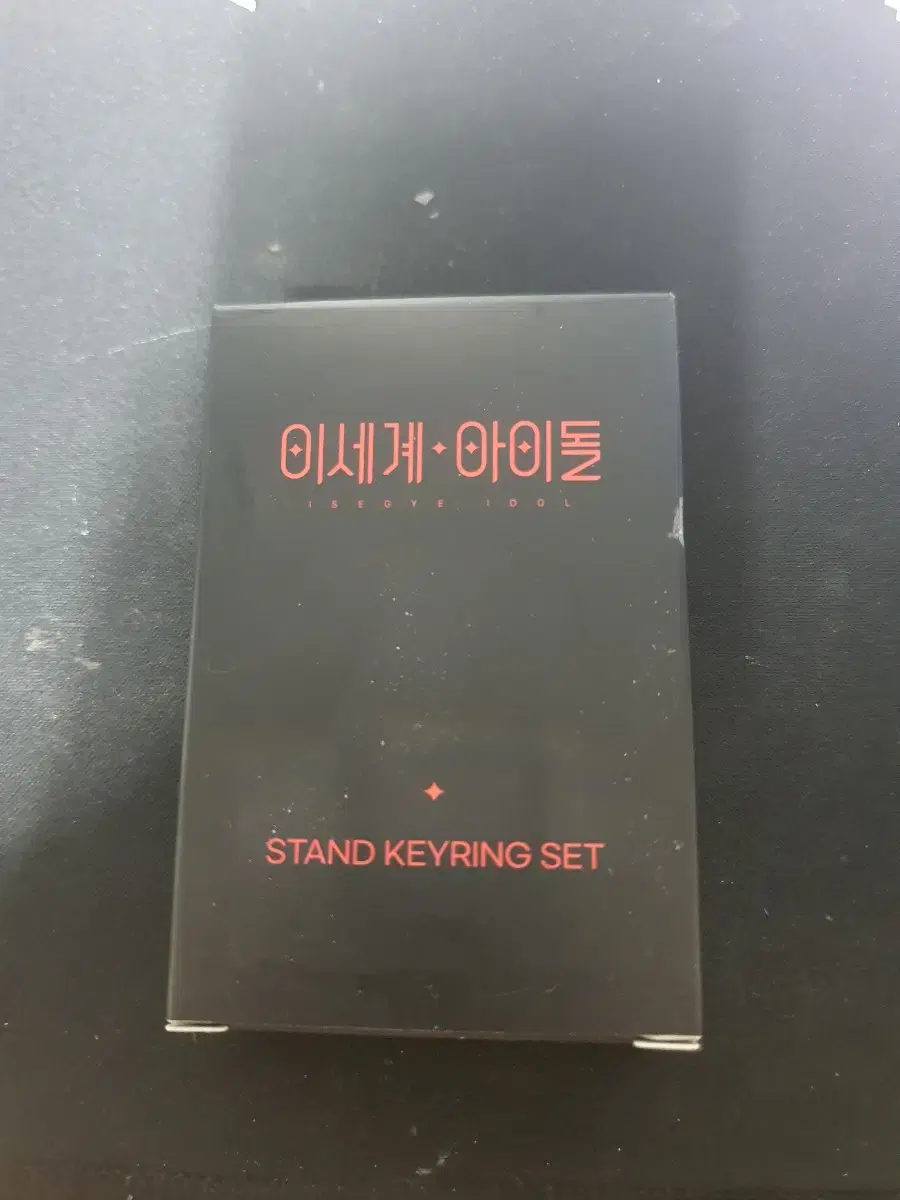 이세계✦아이돌
ISEGYE IDOL
STAND KEYRING SET